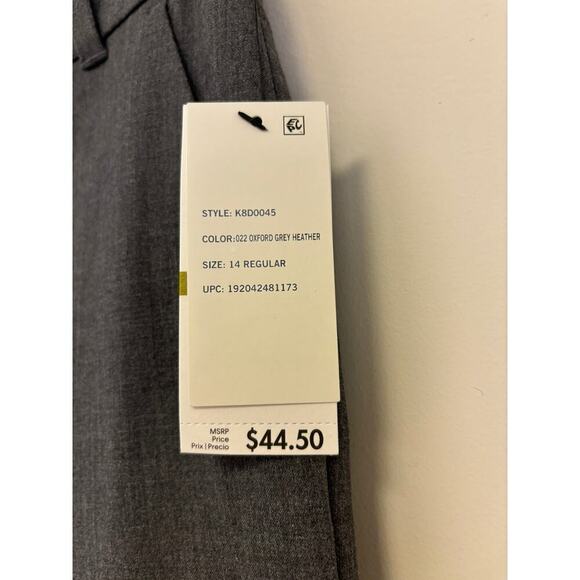 STYLE: K8D0045
COLOR:022 OXFORD GREY HEATHER
SIZE: 14 REGULAR
UPC: 192042481173
MSRP
Price
Prix | Precio
$44.50